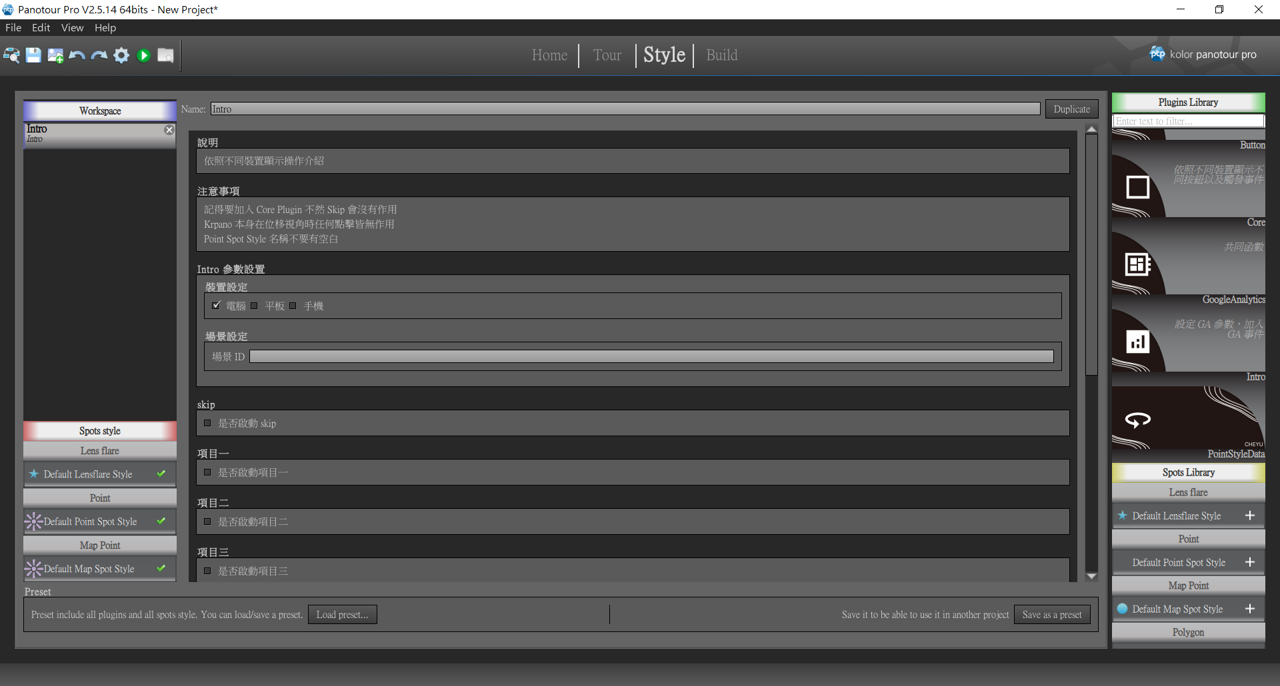 Panotour Pro V2.5.14 64bits - New Project*
File Edit View Help
Home Tour Style Build
kolor panotour pro
Workspace
Intro
Intro
Spots style
Lens flare
Default Lensflare Style
Point
Default Point Spot Style
Map Point
Default Map Spot Style
Name: Intro Duplicate
說明
依照不同裝置顯示操作介紹
注意事項
記得要加入 Core Plugin 不然 Skip 會沒有作用
Krpano 本身在位移視角時任何點擊皆無作用
Point Spot Style 名稱不要有空白
Intro 參數設置
裝置設定
電腦 平板 手機
場景設定
場景 ID
skip
是否啟動 skip
項目一
是否啟動項目一
項目二
是否啟動項目二
項目三
是否啟動項目三
Preset
Preset include all plugins and all spots style. You can load/save a preset. Load preset... Save it to be able to use it in another project Save as a preset
Plugins Library
Enter text to filter...
Button
依照不同裝置顯示不
同按鈕以及觸發事件
Core
共同函數
GoogleAnalytics
設定 GA 參數，加入
GA 事件
Intro
CHEYU
PointStyleData
Spots Library
Lens flare
Default Lensflare Style
Point
Default Point Spot Style
Map Point
Default Map Spot Style
Polygon